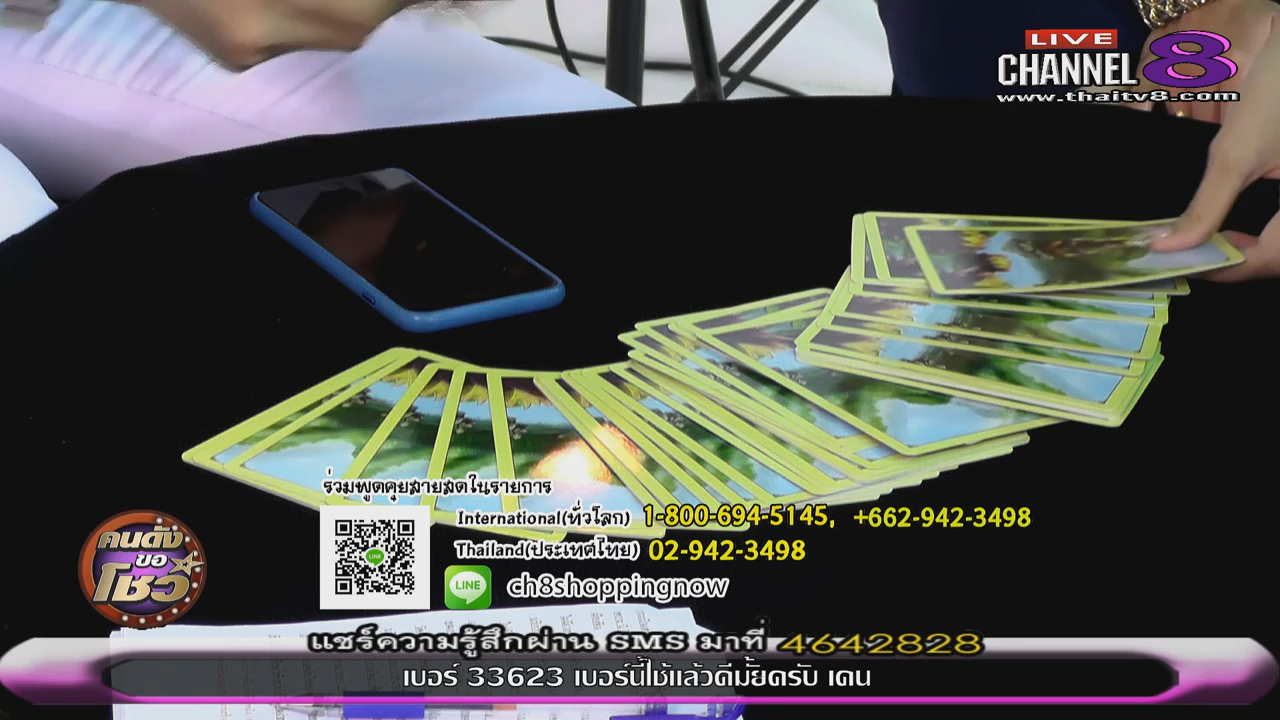 LIVE
CHANNEL 8
www.thaitv8.com
ร่วมพูดคุยสายสดในรายการ
International(ทั่วโลก) 1-800-694-5145, +662-942-3498
Thailand(ประเทศไทย) 02-942-3498
LINE
LINE ch8shoppingnow
คนดัง
ขอ
โชว์
แชร์ความรู้สึกผ่าน SMS มาที่ 4642828
เบอร์ 33623 เบอร์นี้ใช้แล้วดีมั้ยครับ เคน